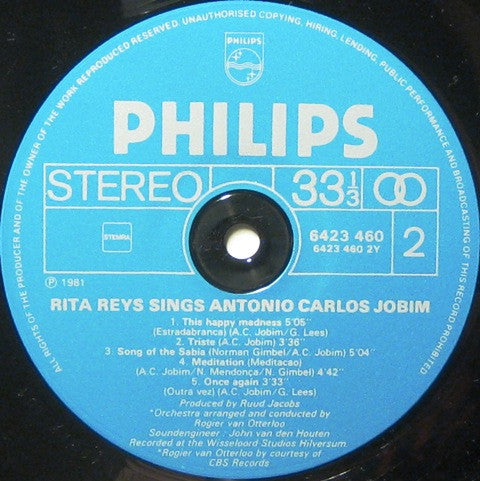 ALL RIGHTS OF THE PRODUCER AND OF THE OWNER OF THE WORK REPRODUCED RESERVED. UNAUTHORISED COPYING, HIRING, LENDING, PUBLIC PERFORMANCE AND BROADCASTING OF THIS RECORD PROHIBITED
PHILIPS
PHILIPS
STEREO 33⅓
STEMRA
6423 460
6423 460 2Y
2
Ⓟ 1981
RITA REYS SINGS ANTONIO CARLOS JOBIM
1. This happy madness 5'05"
(Estradabranca) (A.C. Jobim/G. Lees)
2. Triste (A.C. Jobim) 3'36"
3. Song of the Sabia (Norman Gimbel/A.C. Jobim) 5'04"
4. Meditation (Meditacao)
(A.C. Jobim/N. Mendonça/N. Gimbel) 4'42"
5. Once again 3'33"
(Outra vez) (A.C. Jobim/G. Lees)
Produced by Ruud Jacobs
*Orchestra arranged and conducted by
Rogier van Otterloo
Soundengineer : John van den Houten
Recorded at the Wisseloord Studios Hilversum.
*Rogier van Otterloo by courtesy of
CBS Records